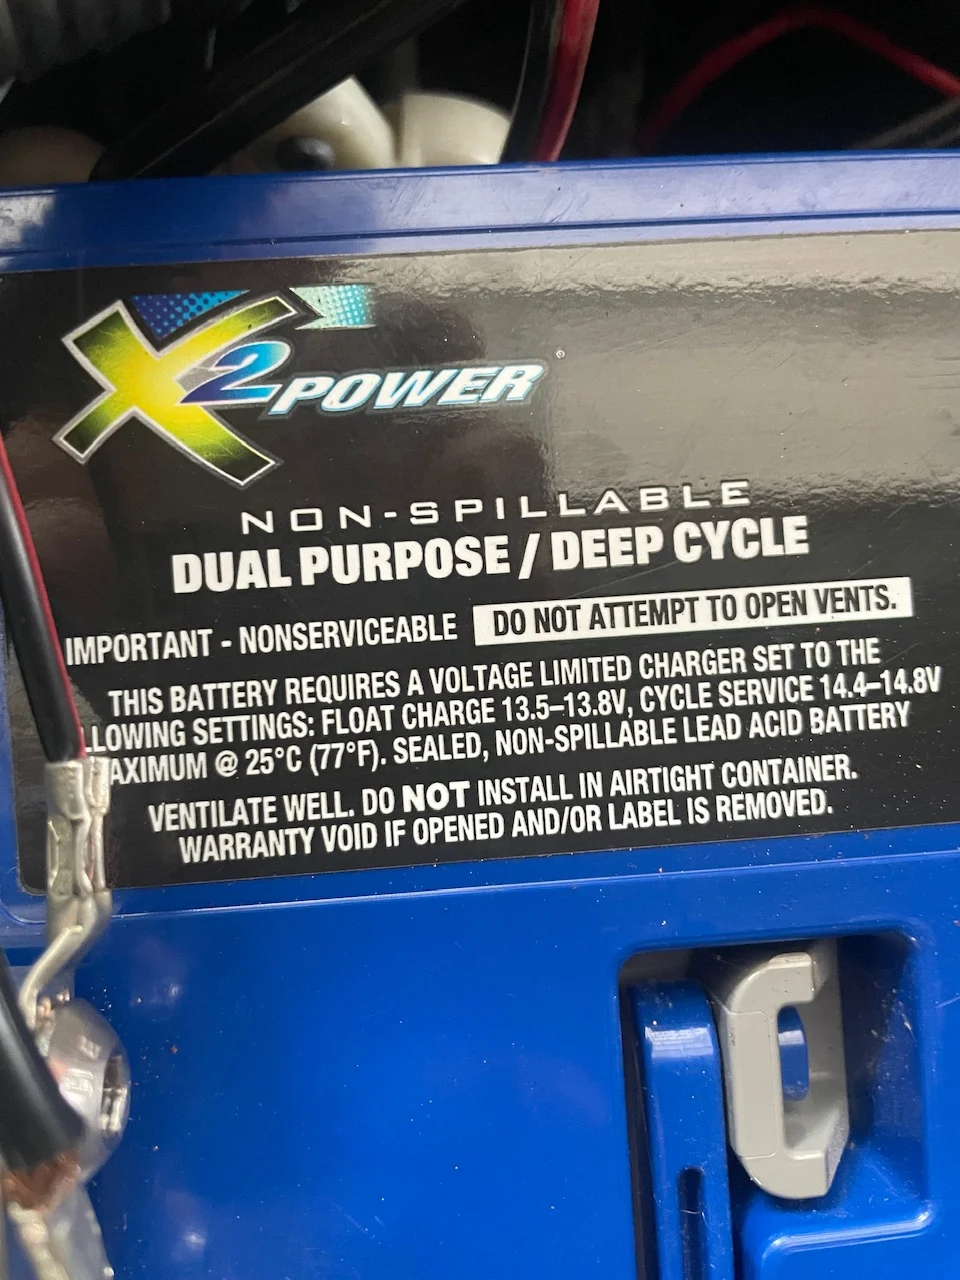 X2POWER®
NON-SPILLABLE
DUAL PURPOSE / DEEP CYCLE
IMPORTANT - NONSERVICEABLE DO NOT ATTEMPT TO OPEN VENTS.
THIS BATTERY REQUIRES A VOLTAGE LIMITED CHARGER SET TO THE
LLOWING SETTINGS: FLOAT CHARGE 13.5–13.8V, CYCLE SERVICE 14.4–14.8V
AXIMUM @ 25°C (77°F). SEALED, NON-SPILLABLE LEAD ACID BATTERY
VENTILATE WELL. DO NOT INSTALL IN AIRTIGHT CONTAINER.
WARRANTY VOID IF OPENED AND/OR LABEL IS REMOVED.